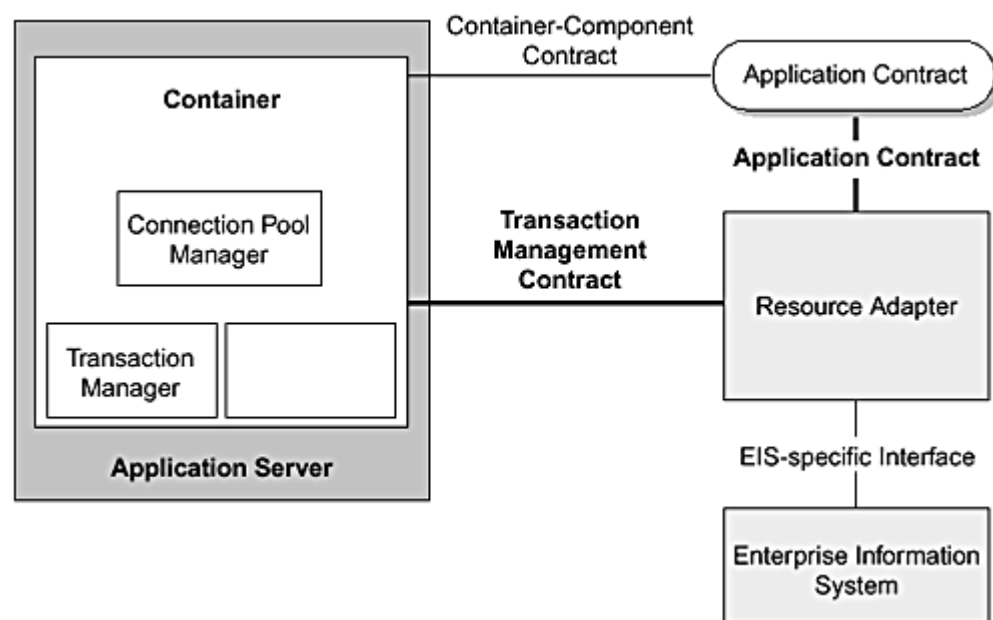 Container-Component
Contract
Application Contract
Container
Application Contract
Connection Pool
Manager
Transaction
Management
Contract
Resource Adapter
Transaction
Manager
Application Server
EIS-specific Interface
Enterprise Information
System